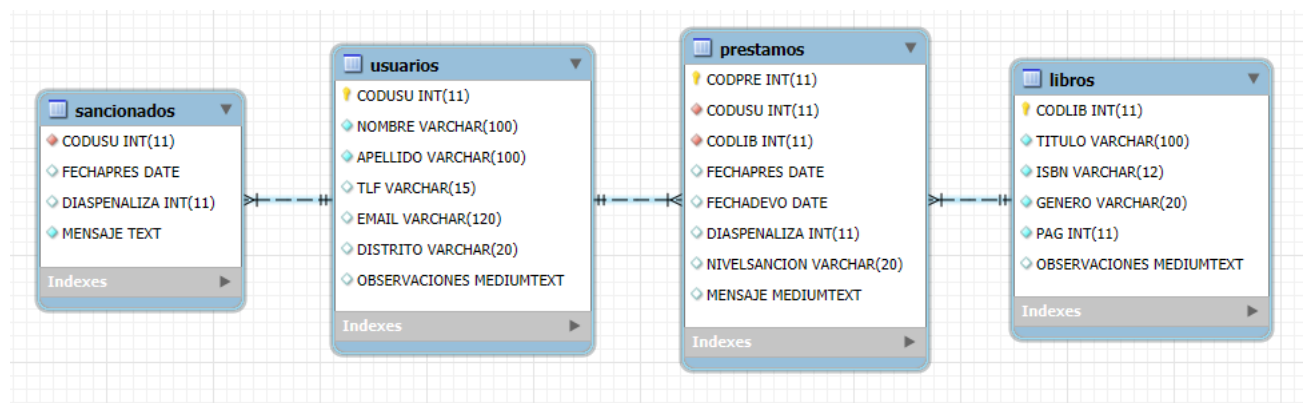 sancionados
CODUSU INT(11)
FECHAPRES DATE
DIASPENALIZA INT(11)
MENSAJE TEXT
Indexes
usuarios
CODUSU INT(11)
NOMBRE VARCHAR(100)
APELLIDO VARCHAR(100)
TLF VARCHAR(15)
EMAIL VARCHAR(120)
DISTRITO VARCHAR(20)
OBSERVACIONES MEDIUMTEXT
Indexes
prestamos
CODPRE INT(11)
CODUSU INT(11)
CODLIB INT(11)
FECHAPRES DATE
FECHADEVO DATE
DIASPENALIZA INT(11)
NIVELSANCION VARCHAR(20)
MENSAJE MEDIUMTEXT
Indexes
libros
CODLIB INT(11)
TITULO VARCHAR(100)
ISBN VARCHAR(12)
GENERO VARCHAR(20)
PAG INT(11)
OBSERVACIONES MEDIUMTEXT
Indexes